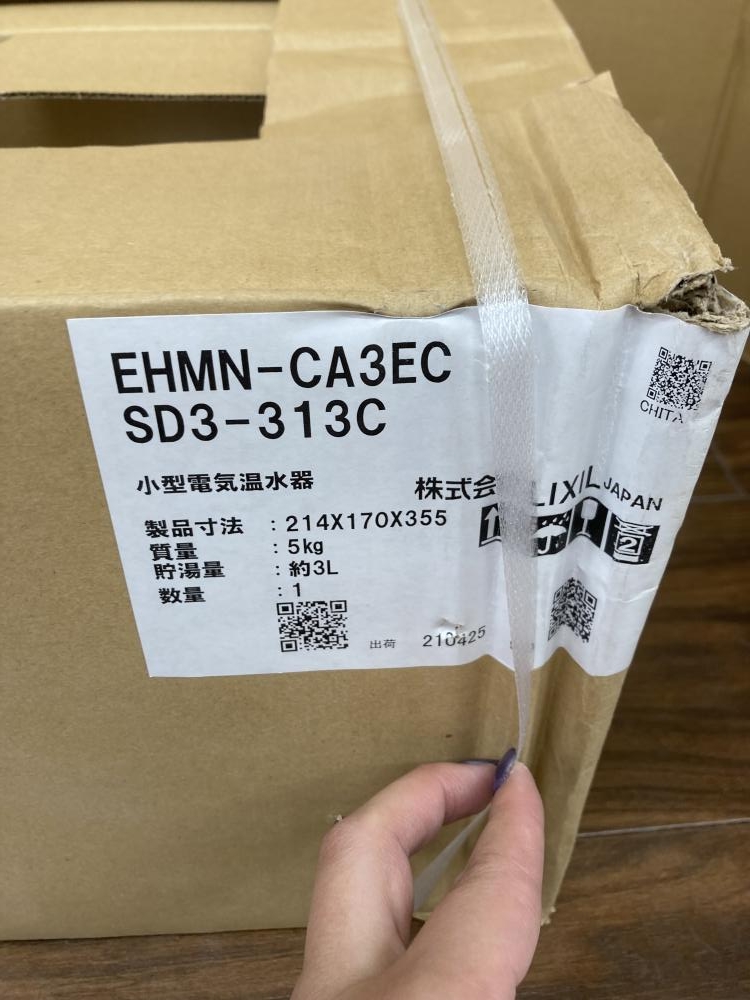 EHMN-CA3EC
SD3-313C
CHITA
小型電気温水器
株式会 LIXIL JAPAN
製品寸法 : 214X170X355
質量 : 5kg
貯湯量 : 約3L
数量 : 1
2
出荷 210425